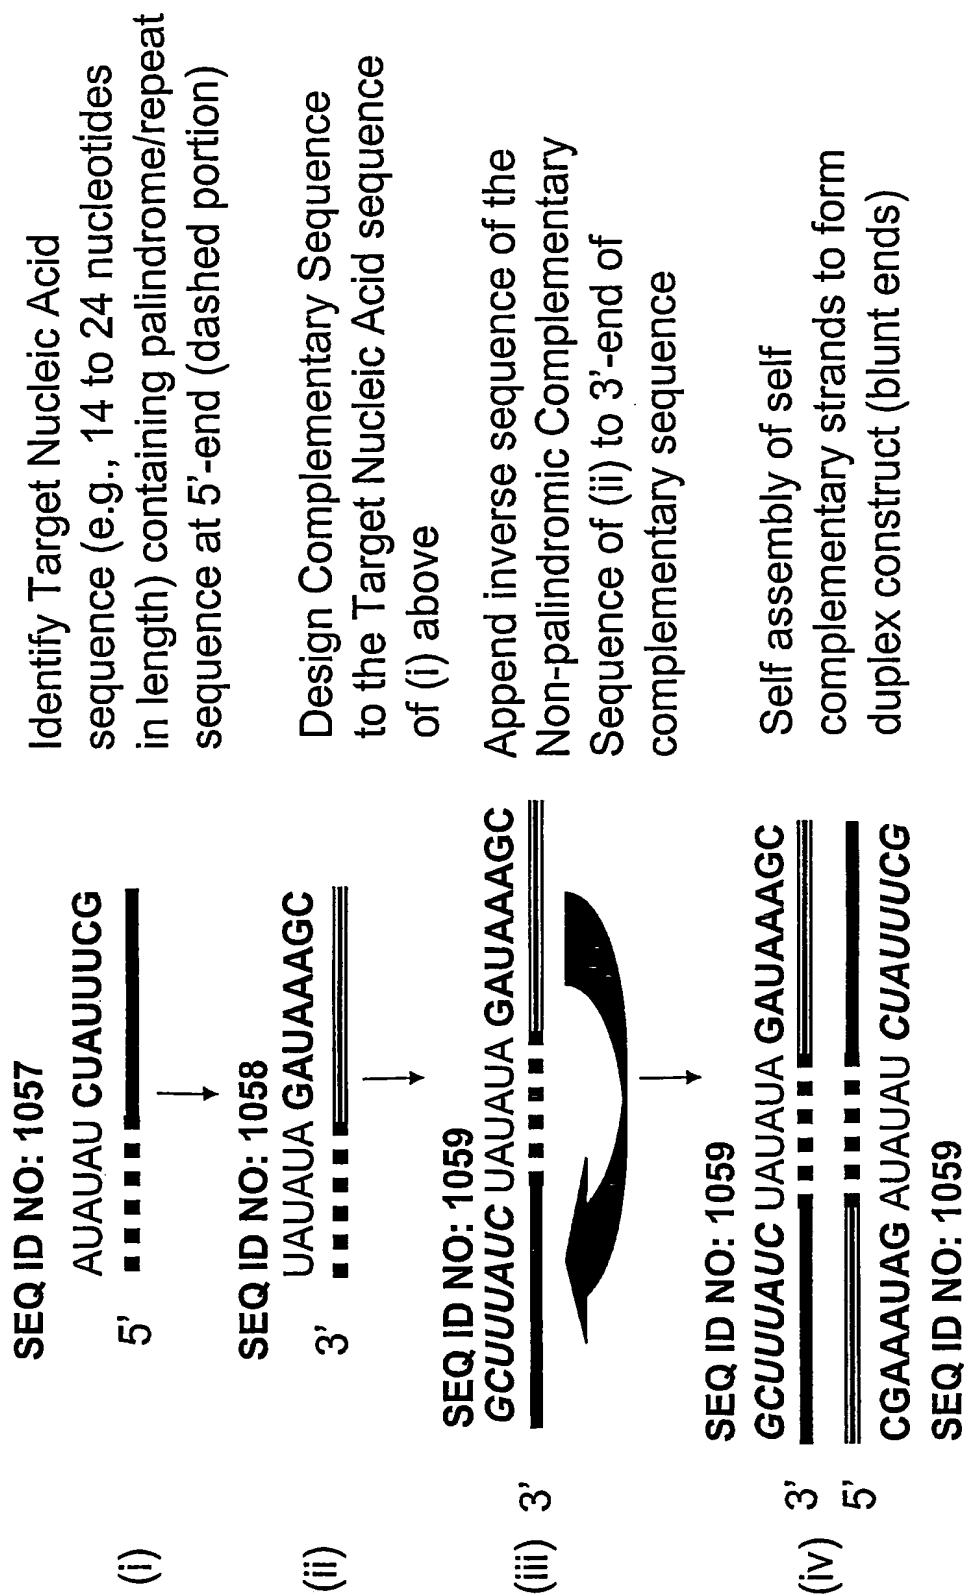 SEQ ID NO: 1057
AUAUAU CUAUUUCG
(i) 5'
Identify Target Nucleic Acid
sequence (e.g., 14 to 24 nucleotides
in length) containing palindrome/repeat
sequence at 5'-end (dashed portion)
SEQ ID NO: 1058
UAUAUA GAUAAAGC
(ii) 3'
Design Complementary Sequence
to the Target Nucleic Acid sequence
of (i) above
SEQ ID NO: 1059
GCUUUAUC UAUAUA GAUAAAGC
(iii) 3'
Append inverse sequence of the
Non-palindromic Complementary
Sequence of (ii) to 3'-end of
complementary sequence
SEQ ID NO: 1059
GCUUUAUC UAUAUA GAUAAAGC
(iv) 3'
5'
CGAAAUAG AUAUAU CUAUUUCG
SEQ ID NO: 1059
Self assembly of self
complementary strands to form
duplex construct (blunt ends)